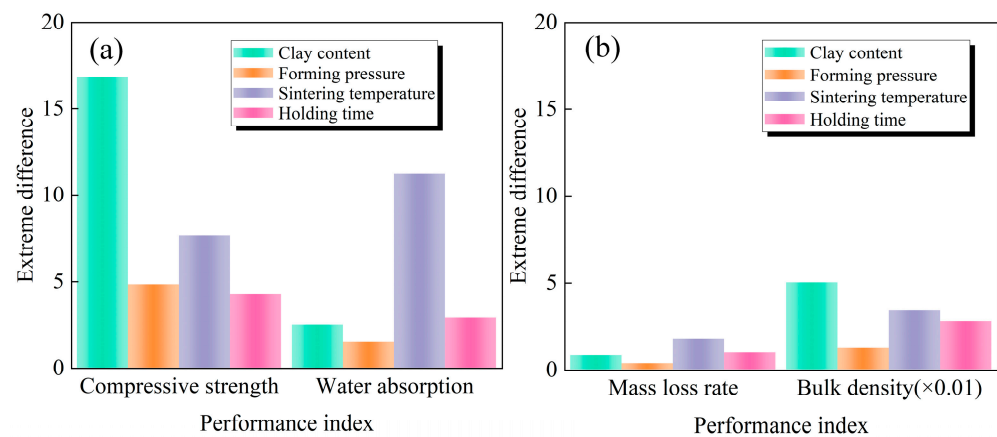 (a)
Clay content
Forming pressure
Sintering temperature
Holding time
20
15
10
5
0
Extreme difference
Compressive strength
Water absorption
Performance index
(b)
Clay content
Forming pressure
Sintering temperature
Holding time
20
15
10
5
0
Extreme difference
Mass loss rate
Bulk density(×0.01)
Performance index